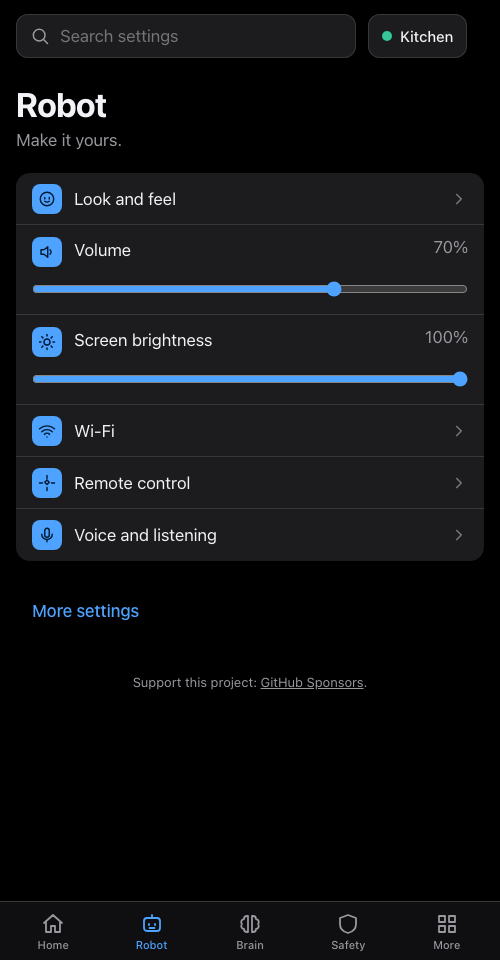 Search settings
Kitchen
Robot
Make it yours.
Look and feel
Volume
70%
Screen brightness
100%
Wi-Fi
Remote control
Voice and listening
More settings
Support this project: GitHub Sponsors.
Home
Robot
Brain
Safety
More